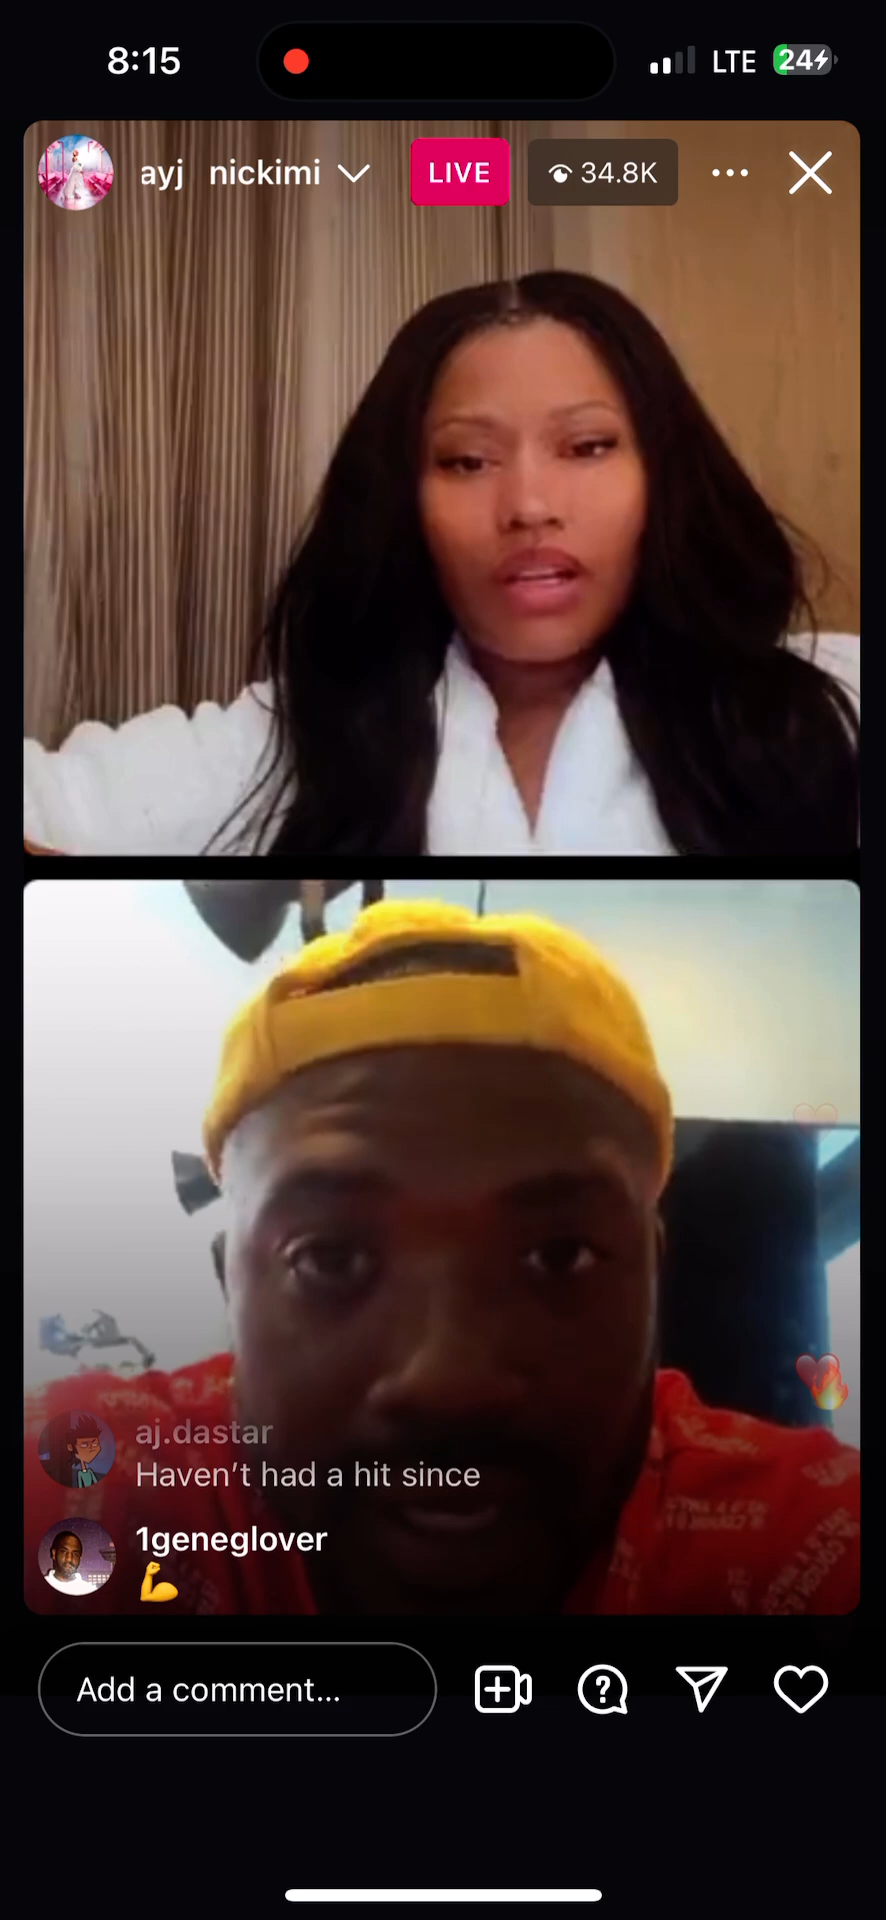 8:15
LTE
24
ayj nickimi
LIVE
34.8K
aj.dastar
Haven't had a hit since
1geneglover
💪
Add a comment...